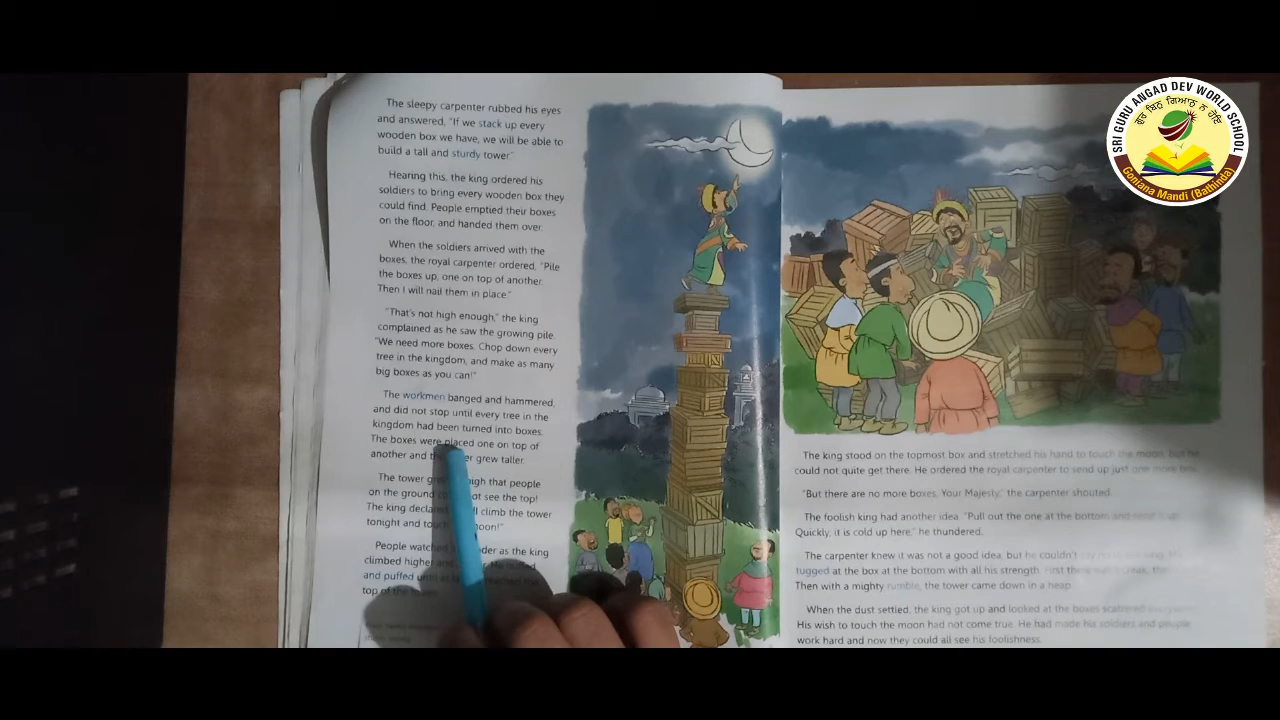 The sleepy carpenter rubbed his eyes
and answered, "If we stack up every
wooden box we have, we will be able to
build a tall and sturdy tower"
Hearing this, the king ordered his
soldiers to bring every wooden box they
could find. People emptied their boxes
on the floor, and handed them over.
When the soldiers arrived with the
boxes, the royal carpenter ordered, "Pile
the boxes up, one on top of another.
Then I will nail them in place."
"That's not high enough," the king
complained as he saw the growing pile.
"We need more boxes. Chop down every
tree in the kingdom, and make as many
big boxes as you can!"
The workmen banged and hammered,
and did not stop until every tree in the
kingdom had been turned into boxes.
The boxes were placed one on top of
another and the grew taller.
The tower high that people
on the ground not see the top!
The king declared climb the tower
tonight and touch moon!"
People watched as the king
climbed higher
and puffed
top of the
The king stood on the topmost box and stretched his hand to touch the moon, but he
could not quite get there. He ordered the royal carpenter to send up just one more box.
"But there are no more boxes, Your Majesty," the carpenter shouted.
The foolish king had another idea. "Pull out the one at the bottom and
Quickly, it is cold up here," he thundered.
The carpenter knew it was not a good idea, but he couldn't
tugged at the box at the bottom with all his strength. First there
Then with a mighty rumble, the tower came down in a heap.
When the dust settled, the king got up and looked at the boxes scattered
His wish to touch the moon had not come true. He had made his soldiers and people
work hard and now they could all see his foolishness.
SRI GURU ANGAD DEV WORLD SCHOOL
ਗੁਰ ਬਿਨੁ ਗਿਆਨੁ ਨ ਹੋਇ
Goniana Mandi (Bathinda)